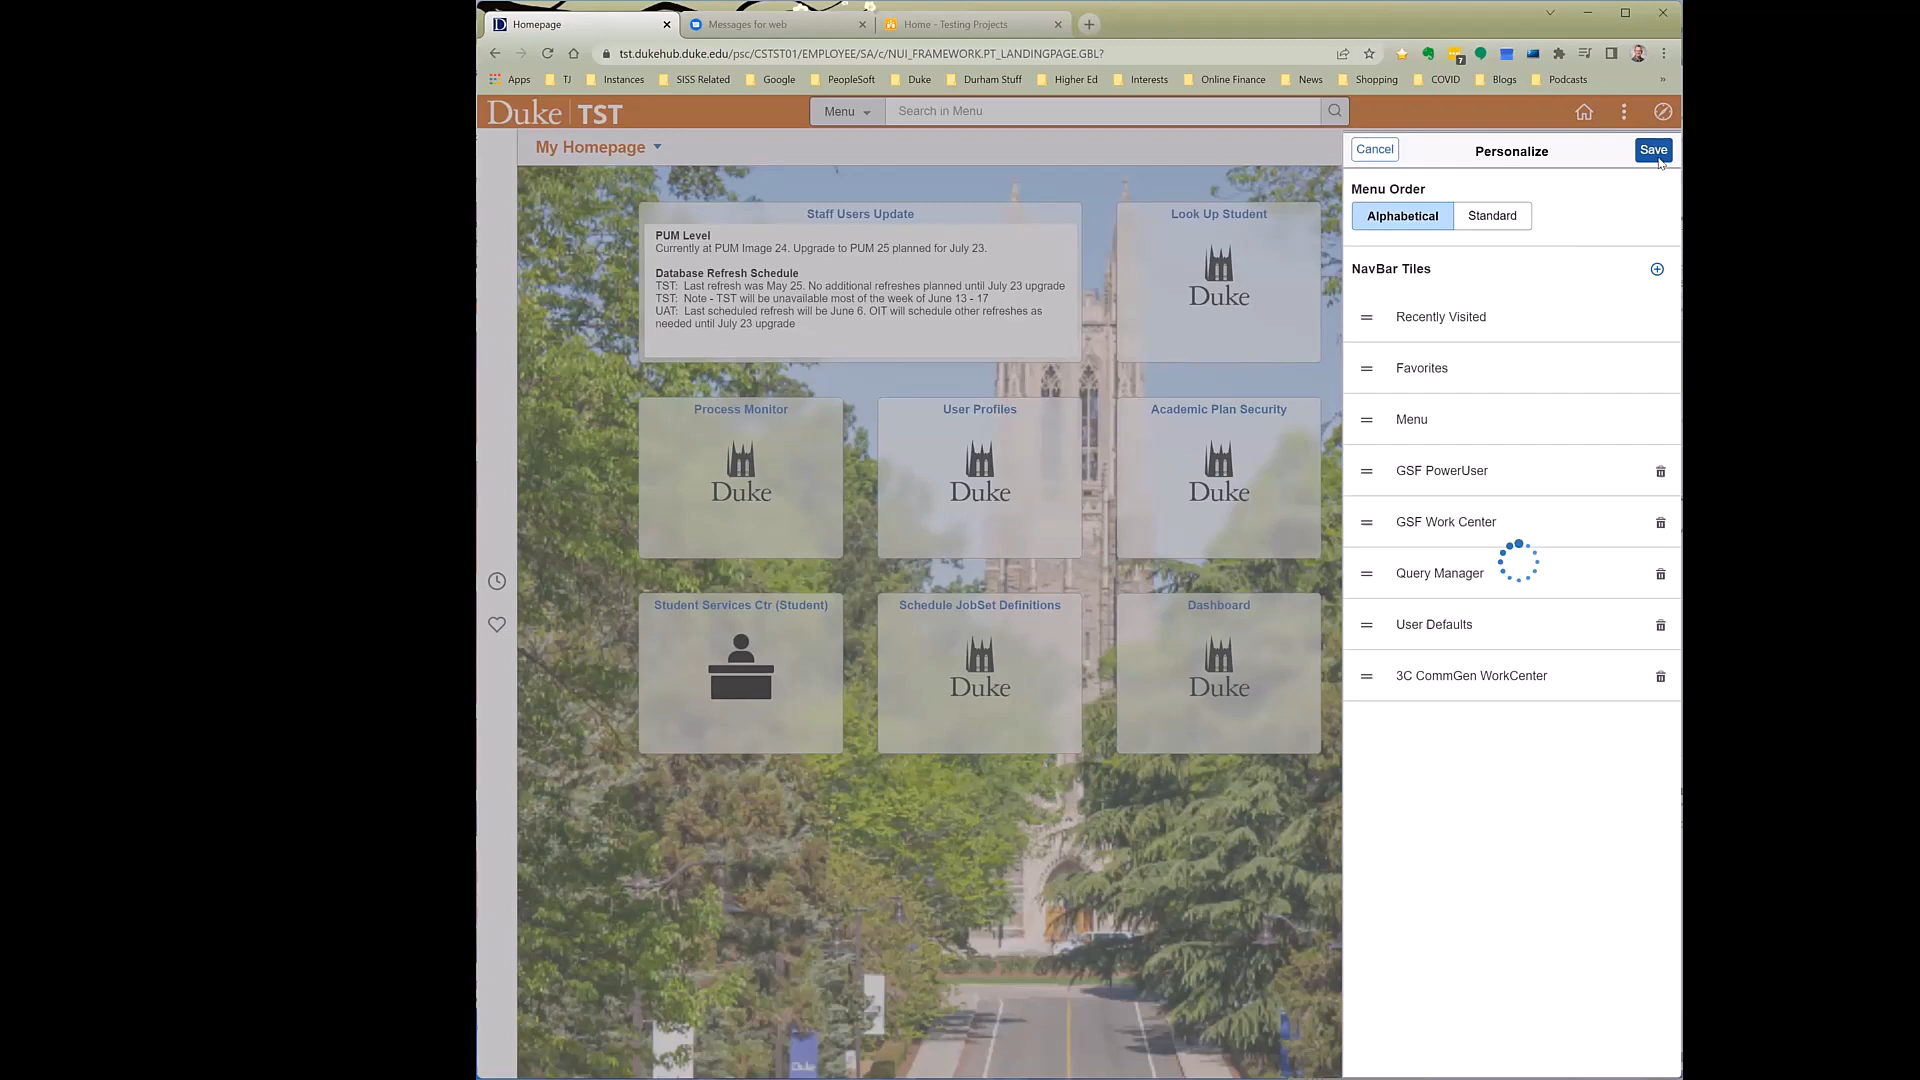 Homepage
Messages for web
Home - Testing Projects
tst.dukehub.duke.edu/psc/CSTST01/EMPLOYEE/SA/c/NUI_FRAMEWORK.PT_LANDINGPAGE.GBL?
7
Apps TJ Instances SISS Related Google PeopleSoft Duke Durham Stuff Higher Ed Interests Online Finance News Shopping COVID Blogs Podcasts »
Duke TST
Menu
Search in Menu
My Homepage
Staff Users Update
PUM Level
Currently at PUM Image 24. Upgrade to PUM 25 planned for July 23.
Database Refresh Schedule
TST: Last refresh was May 25. No additional refreshes planned until July 23 upgrade
TST: Note - TST will be unavailable most of the week of June 13 - 17
UAT: Last scheduled refresh will be June 6. OIT will schedule other refreshes as
needed until July 23 upgrade
Look Up Student
Duke
Process Monitor
Duke
User Profiles
Duke
Academic Plan Security
Duke
Student Services Ctr (Student)
Schedule JobSet Definitions
Duke
Dashboard
Duke
Cancel
Personalize
Save
Menu Order
Alphabetical
Standard
NavBar Tiles
Recently Visited
Favorites
Menu
GSF PowerUser
GSF Work Center
Query Manager
User Defaults
3C CommGen WorkCenter